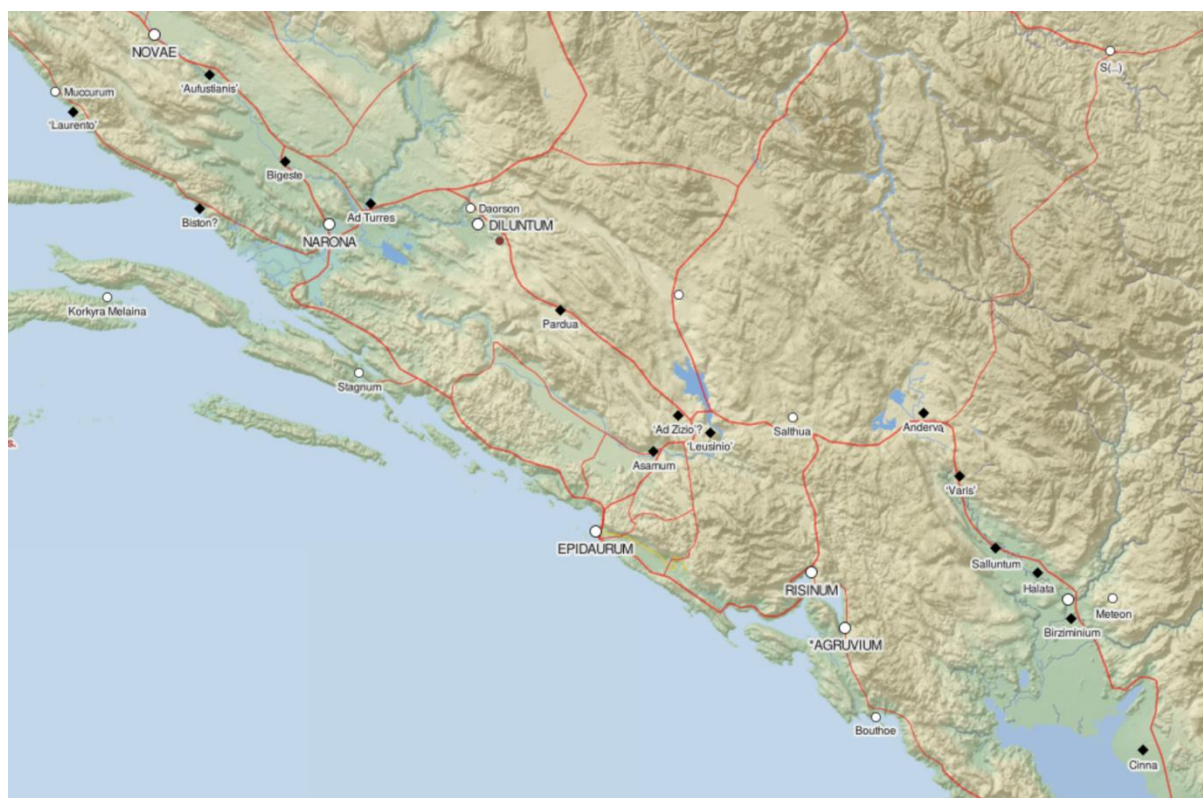 NOVAE
'Aufustianis'
S(...)
Muccurum
'Laurento'
Bigeste
Daorson
Ad Turres
DILUNTUM
Biston?
NARONA
Korkyra Melaina
Pardua
Stagnum
'Ad Zizio'?
Salthua
Anderva
'Leusinio'
Asamum
'Varis'
EPIDAURUM
Salluntum
RISINUM
Halata
Meteon
Birziminium
*AGRUVIUM
Bouthoe
Cinna